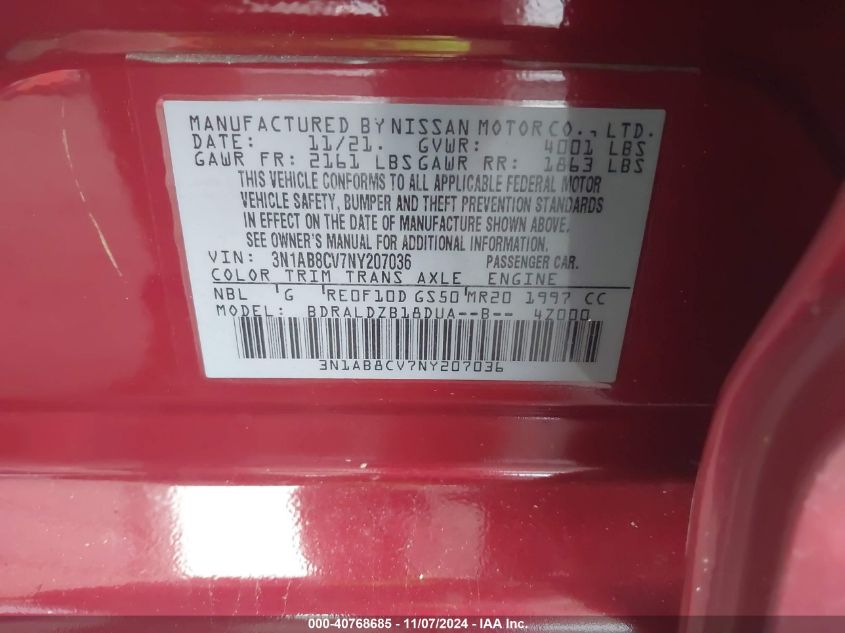 MANUFACTURED BY NISSAN MOTOR CO., LTD.
DATE: 11/21. GVWR: 4001 LBS
GAWR FR: 2161 LBS GAWR RR: 1863 LBS
THIS VEHICLE CONFORMS TO ALL APPLICABLE FEDERAL MOTOR
VEHICLE SAFETY, BUMPER AND THEFT PREVENTION STANDARDS
IN EFFECT ON THE DATE OF MANUFACTURE SHOWN ABOVE.
SEE OWNER'S MANUAL FOR ADDITIONAL INFORMATION.
VIN: 3N1AB8CV7NY207036 PASSENGER CAR.
COLOR TRIM TRANS AXLE ENGINE
NBL G RE0F10D GS50 MR20 1997 CC
MODEL: BDRALDZB18DUA--B-- 4Z000
3N1AB8CV7NY207036
000-40768685 - 11/07/2024 - IAA Inc.